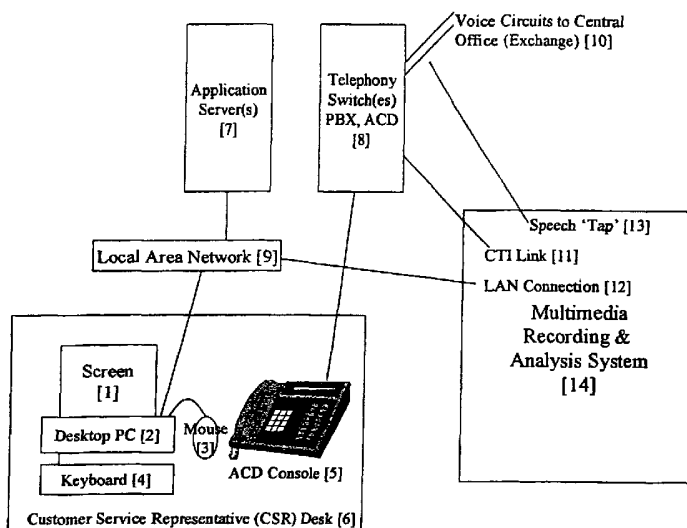 Voice Circuits to Central
Office (Exchange) [10]
Application
Server(s)
[7]
Telephony
Switch(es)
PBX, ACD
[8]
Speech ‘Tap’ [13]
CTI Link [11]
LAN Connection [12]
Multimedia
Recording &
Analysis System
[14]
Local Area Network [9]
Screen
[1]
Desktop PC [2]
Mouse
[3]
Keyboard [4]
ACD Console [5]
Customer Service Representative (CSR) Desk [6]